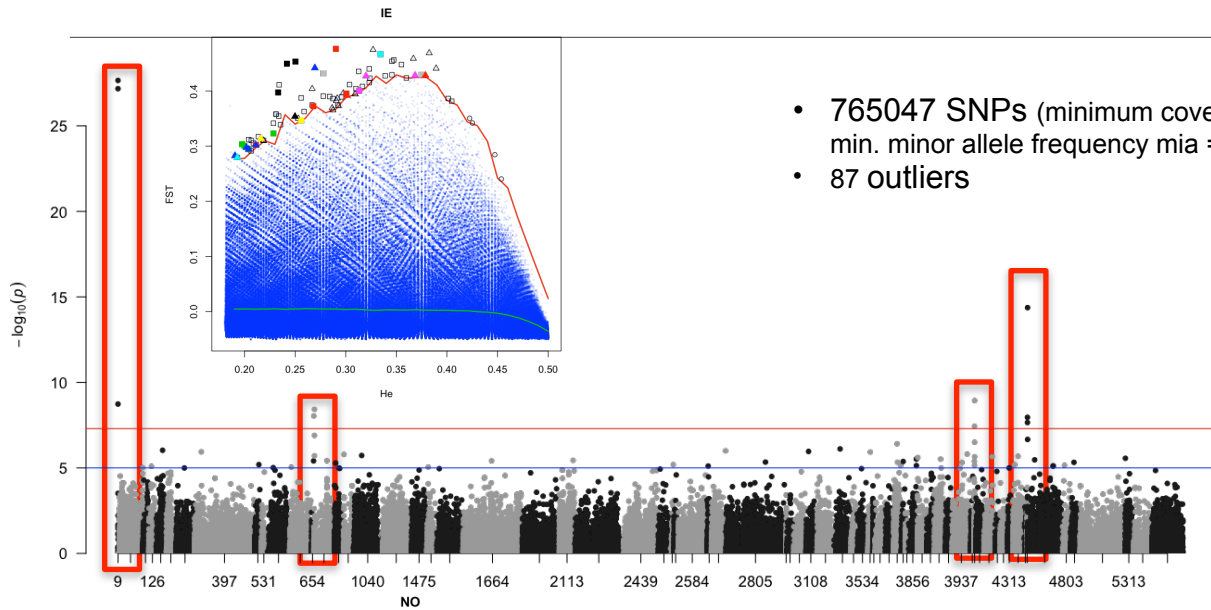 IE
0.4
0.3
0.2
0.1
0.0
FST
0.20 0.25 0.30 0.35 0.40 0.45 0.50
He
• 765047 SNPs (minimum cove
min. minor allele frequency mia =
• 87 outliers
25
20
15
10
5
0
−log10(p)
9 126 397 531 654 1040 1475 1664 2113 2439 2584 2805 3108 3534 3856 3937 4313 4803 5313
NO